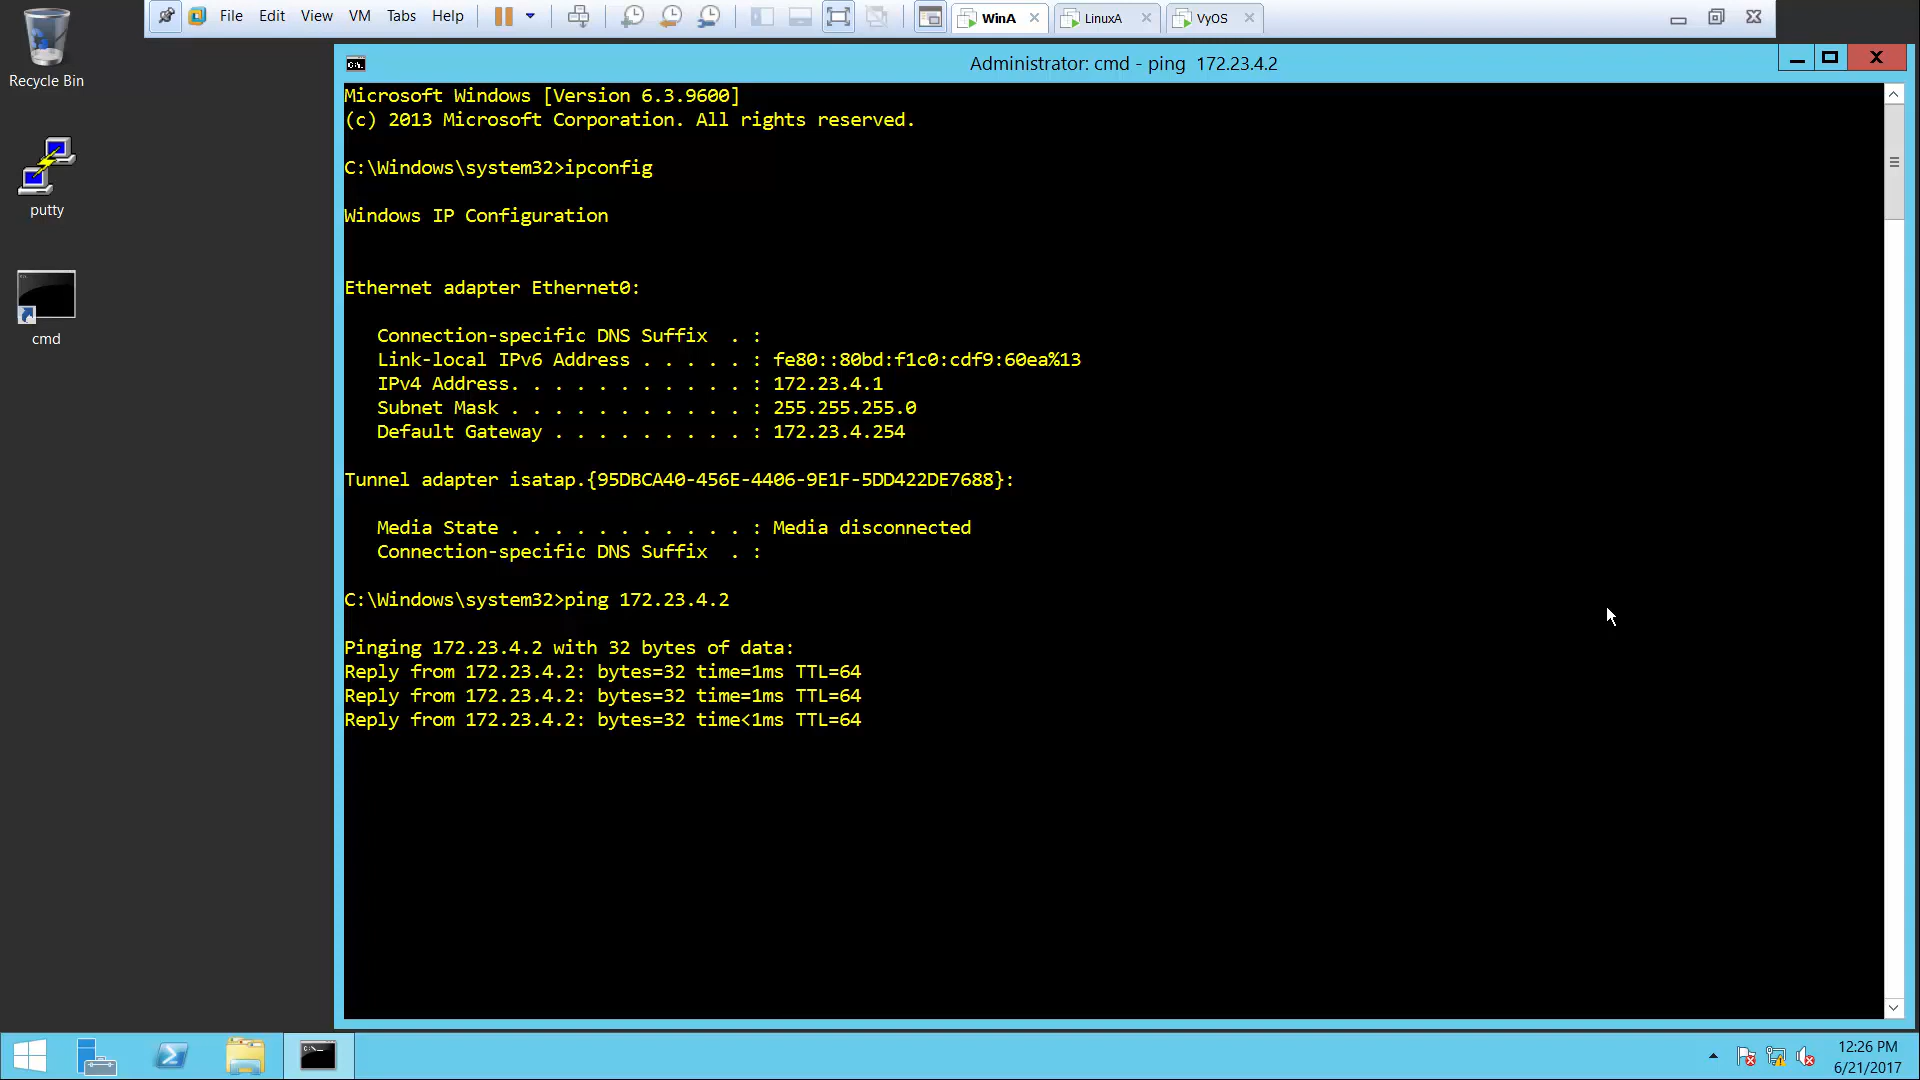 File Edit View VM Tabs Help WinA LinuxA VyOS
Recycle Bin
putty
cmd
Administrator: cmd - ping  172.23.4.2
Microsoft Windows [Version 6.3.9600]
(c) 2013 Microsoft Corporation. All rights reserved.
C:\Windows\system32>ipconfig
Windows IP Configuration
Ethernet adapter Ethernet0:
   Connection-specific DNS Suffix  . :
   Link-local IPv6 Address . . . . . : fe80::80bd:f1c0:cdf9:60ea%13
   IPv4 Address. . . . . . . . . . . : 172.23.4.1
   Subnet Mask . . . . . . . . . . . : 255.255.255.0
   Default Gateway . . . . . . . . . : 172.23.4.254
Tunnel adapter isatap.{95DBCA40-456E-4406-9E1F-5DD422DE7688}:
   Media State . . . . . . . . . . . : Media disconnected
   Connection-specific DNS Suffix  . :
C:\Windows\system32>ping 172.23.4.2
Pinging 172.23.4.2 with 32 bytes of data:
Reply from 172.23.4.2: bytes=32 time=1ms TTL=64
Reply from 172.23.4.2: bytes=32 time=1ms TTL=64
Reply from 172.23.4.2: bytes=32 time<1ms TTL=64
12:26 PM
6/21/2017